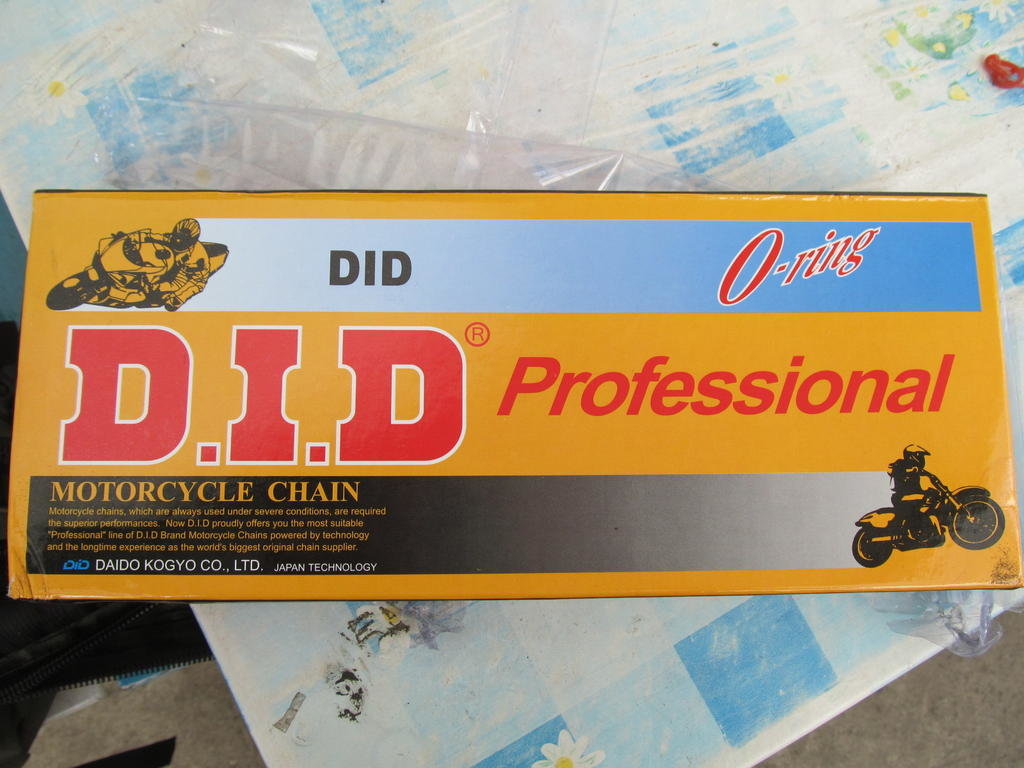 DID
O-ring
D.I.D®
Professional
MOTORCYCLE CHAIN
Motorcycle chains, which are always used under severe conditions, are required
the superior performances. Now D.I.D proudly offers you the most suitable
"Professional" line of D.I.D Brand Motorcycle Chains powered by technology
and the longtime experience as the world's biggest original chain supplier.
DID DAIDO KOGYO CO., LTD. JAPAN TECHNOLOGY